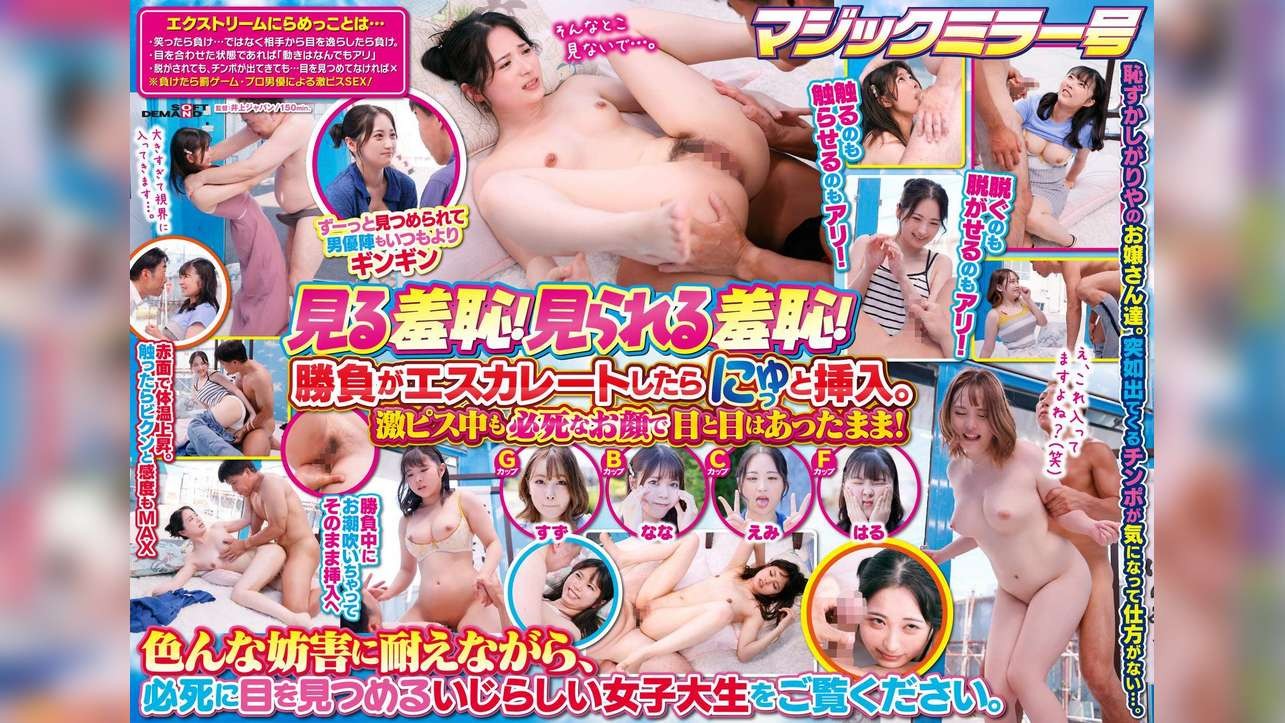 エクストリームにらめっことは…
・笑ったら負け…ではなく相手から目を逸らしたら負け。
・目を合わせた状態であれば「動きはなんでもアリ」
・脱がされても、チンポが出てきても…目を見つめてなければ×
※負けたら罰ゲーム・プロ男優による激ピスSEX!
SOFT ON DEMAND
監督:井上ジャパン/150min.
マジックミラー号
そんなとこ
見ないで…。
大きすぎて視界に
入ってきます…。
ずーっと見つめられて
男優陣もいつもより
ギンギン
触るのも
触らせるのもアリ!
脱ぐのも
脱がせるのもアリ!
恥ずかしがりやのお嬢さん達。突如出てくるチンポが気になって仕方がない…。
見る羞恥!見られる羞恥!
勝負がエスカレートしたらにゅっと挿入。
激ピス中も必死なお顔で目と目はあったまま!
赤面で体温上昇。
触ったらビクンと感度もMAX
え、これ入って
ますよね?(笑)
Gカップ
すず
Bカップ
なな
Cカップ
えみ
Fカップ
はる
勝負中に
お潮吹いちゃって
そのまま挿入へ
色んな妨害に耐えながら、
必死に目を見つめるいじらしい女子大生をご覧ください。